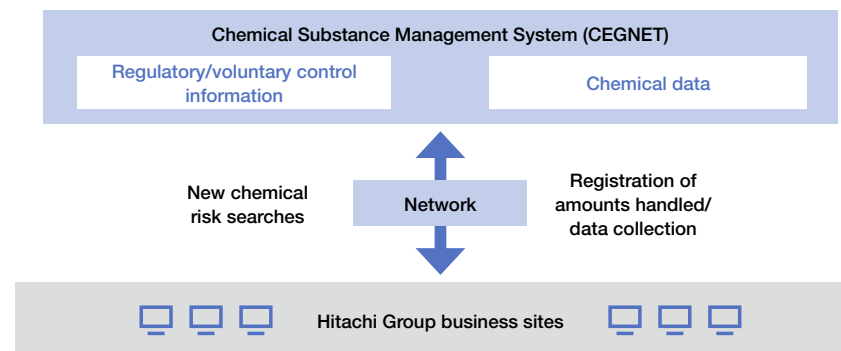 Chemical Substance Management System (CEGNET)
Regulatory/voluntary control
information
Chemical data
New chemical
risk searches
Network
Registration of
amounts handled/
data collection
Hitachi Group business sites